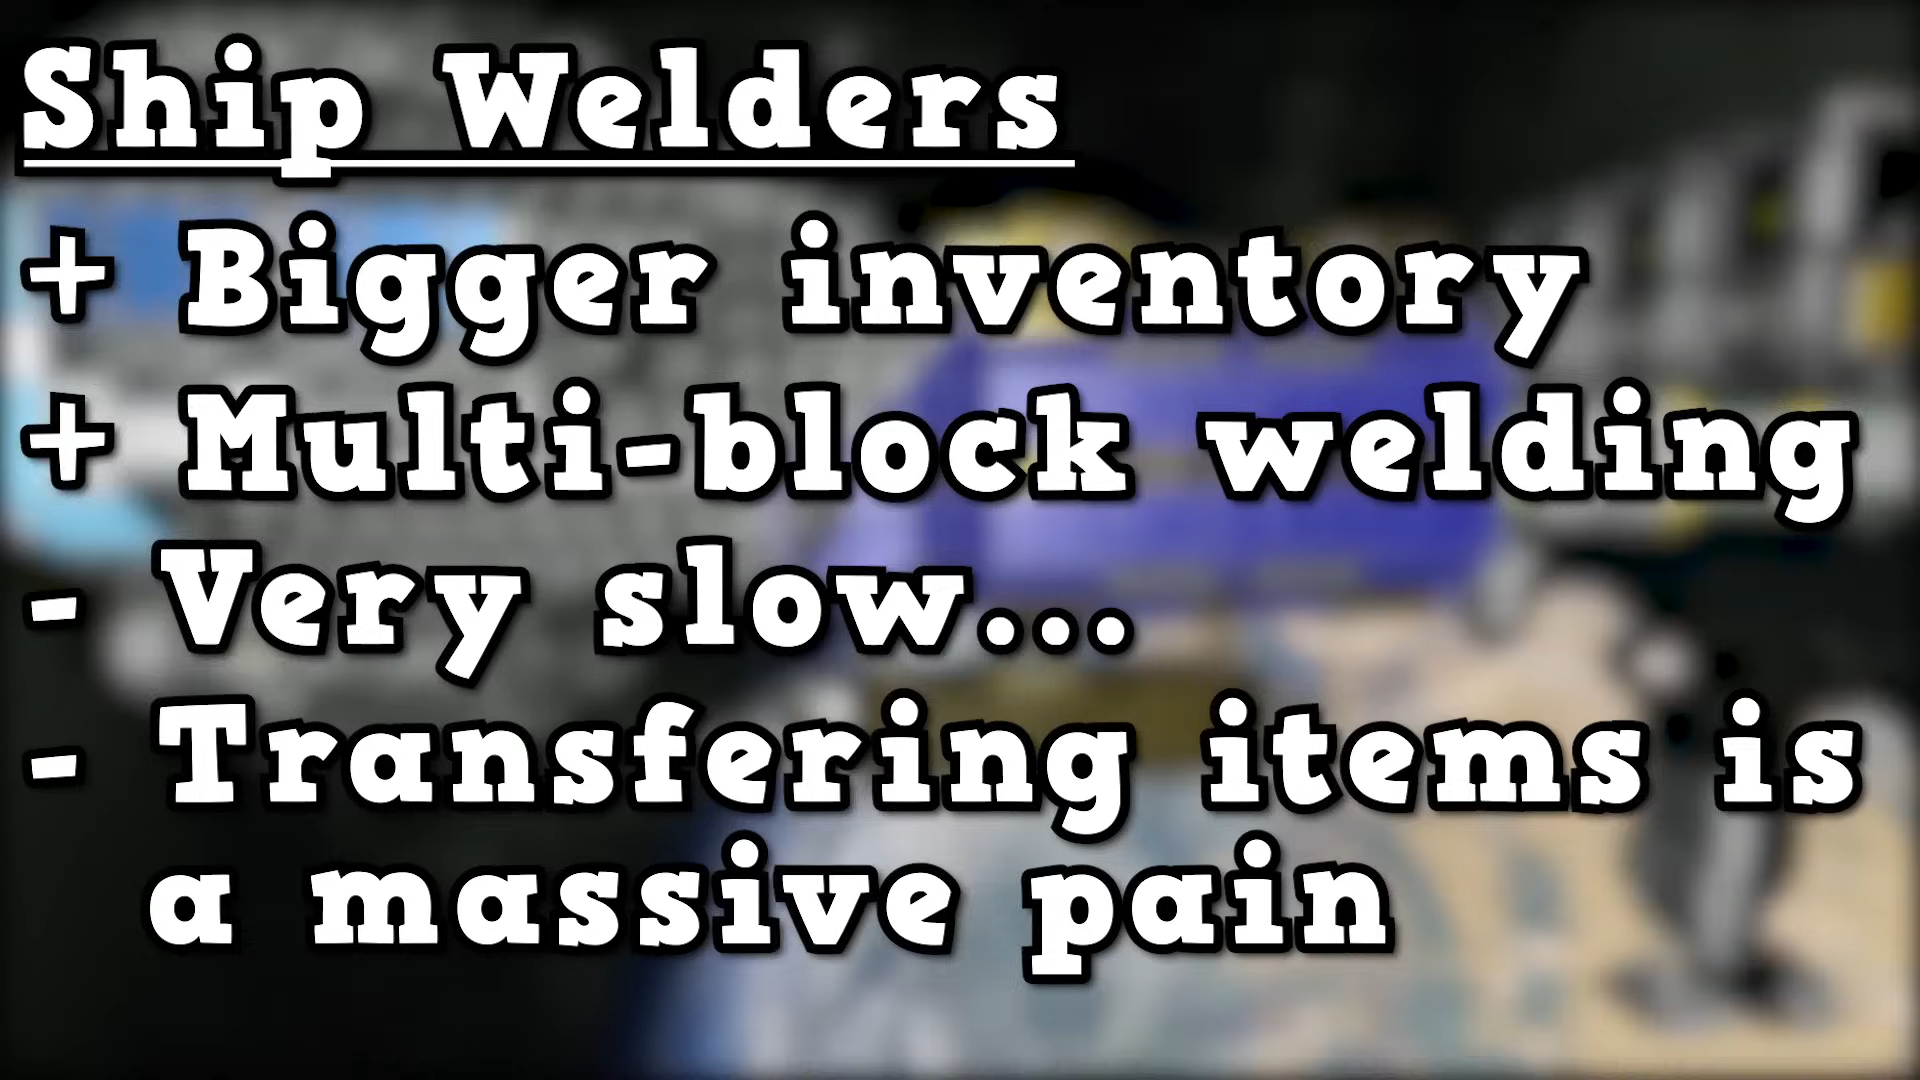 Ship Welders
+ Bigger inventory
+ Multi-block welding
- Very slow...
- Transfering items is
a massive pain